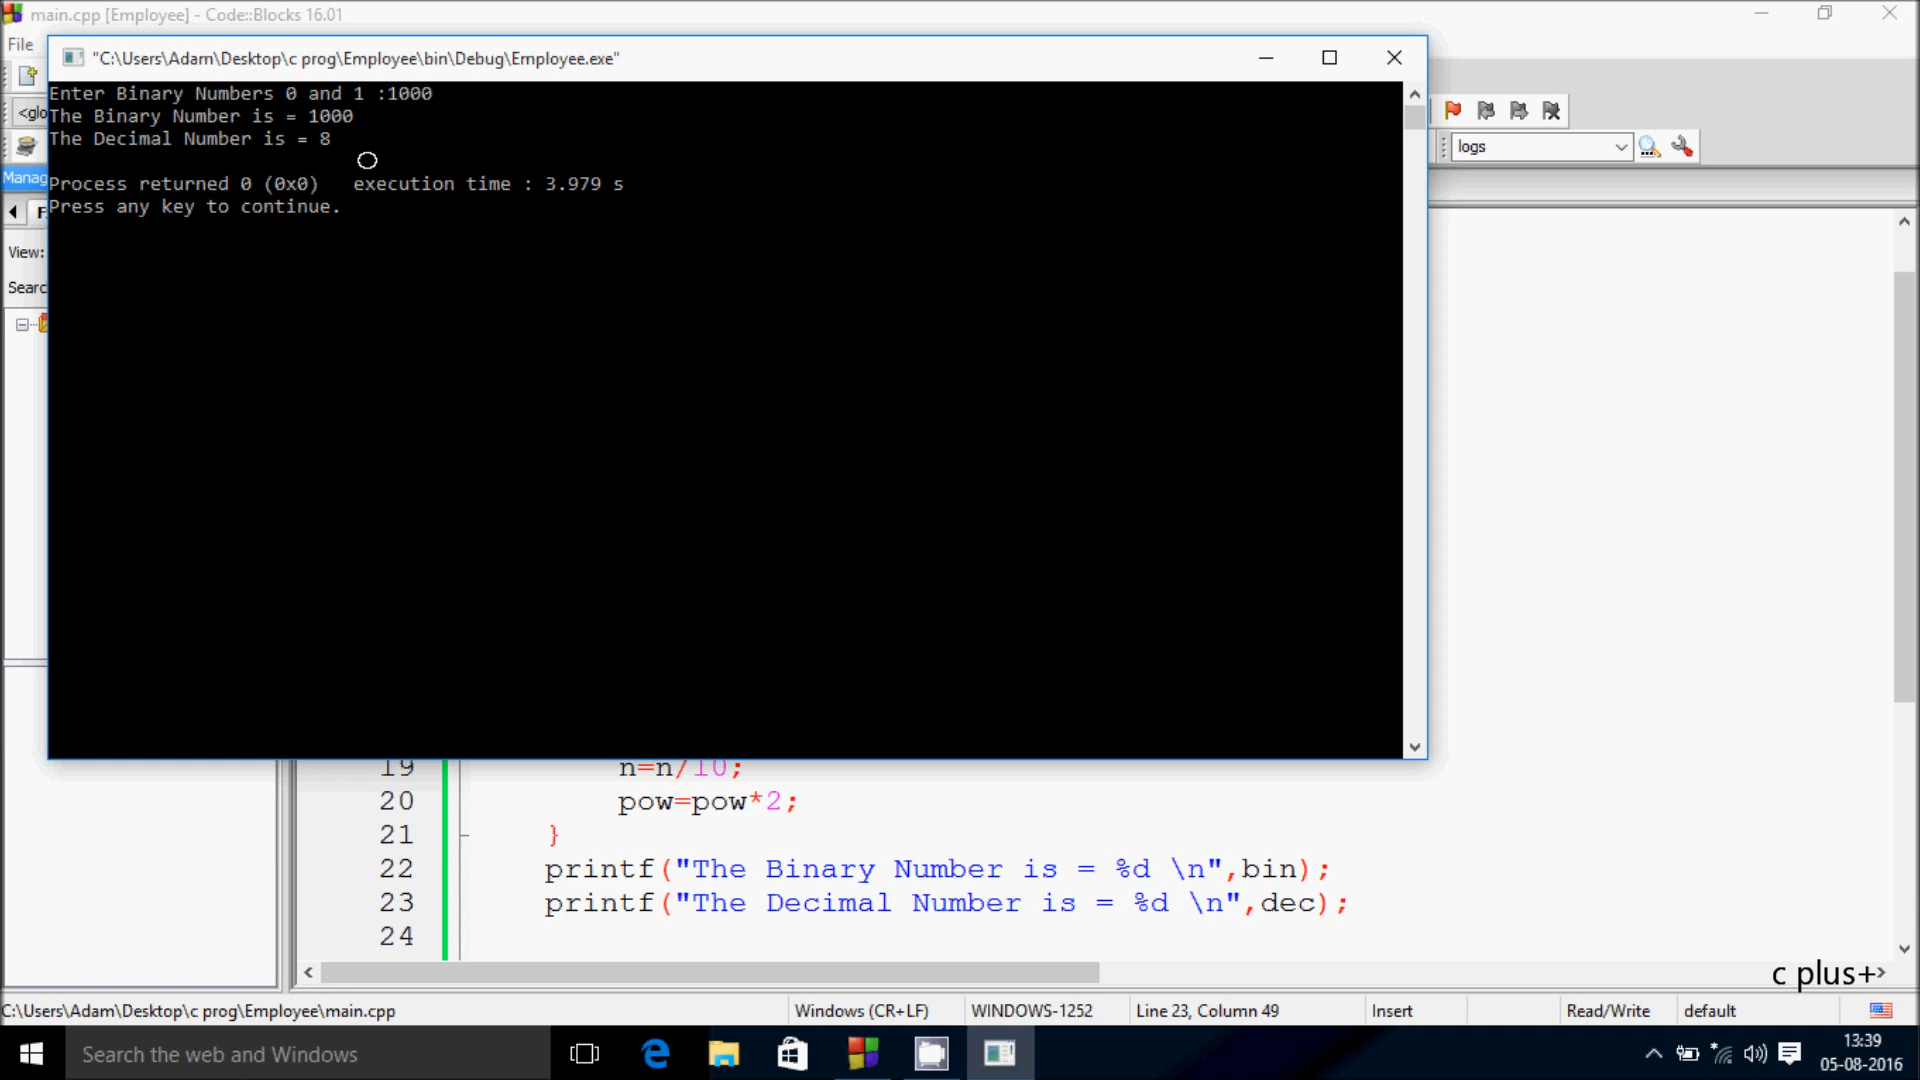 main.cpp [Employee] - Code::Blocks 16.01
File
"C:\Users\Adam\Desktop\c prog\Employee\bin\Debug\Employee.exe"
Enter Binary Numbers 0 and 1 :1000
The Binary Number is = 1000
The Decimal Number is = 8
Process returned 0 (0x0)   execution time : 3.979 s
Press any key to continue.
<glo
logs
Manag
F
View:
Searc
19 n=n/10;
20 pow=pow*2;
21 }
22 printf("The Binary Number is = %d \n",bin);
23 printf("The Decimal Number is = %d \n",dec);
24
c plus+
C:\Users\Adam\Desktop\c prog\Employee\main.cpp Windows (CR+LF) WINDOWS-1252 Line 23, Column 49 Insert Read/Write default
Search the web and Windows
13:39
05-08-2016